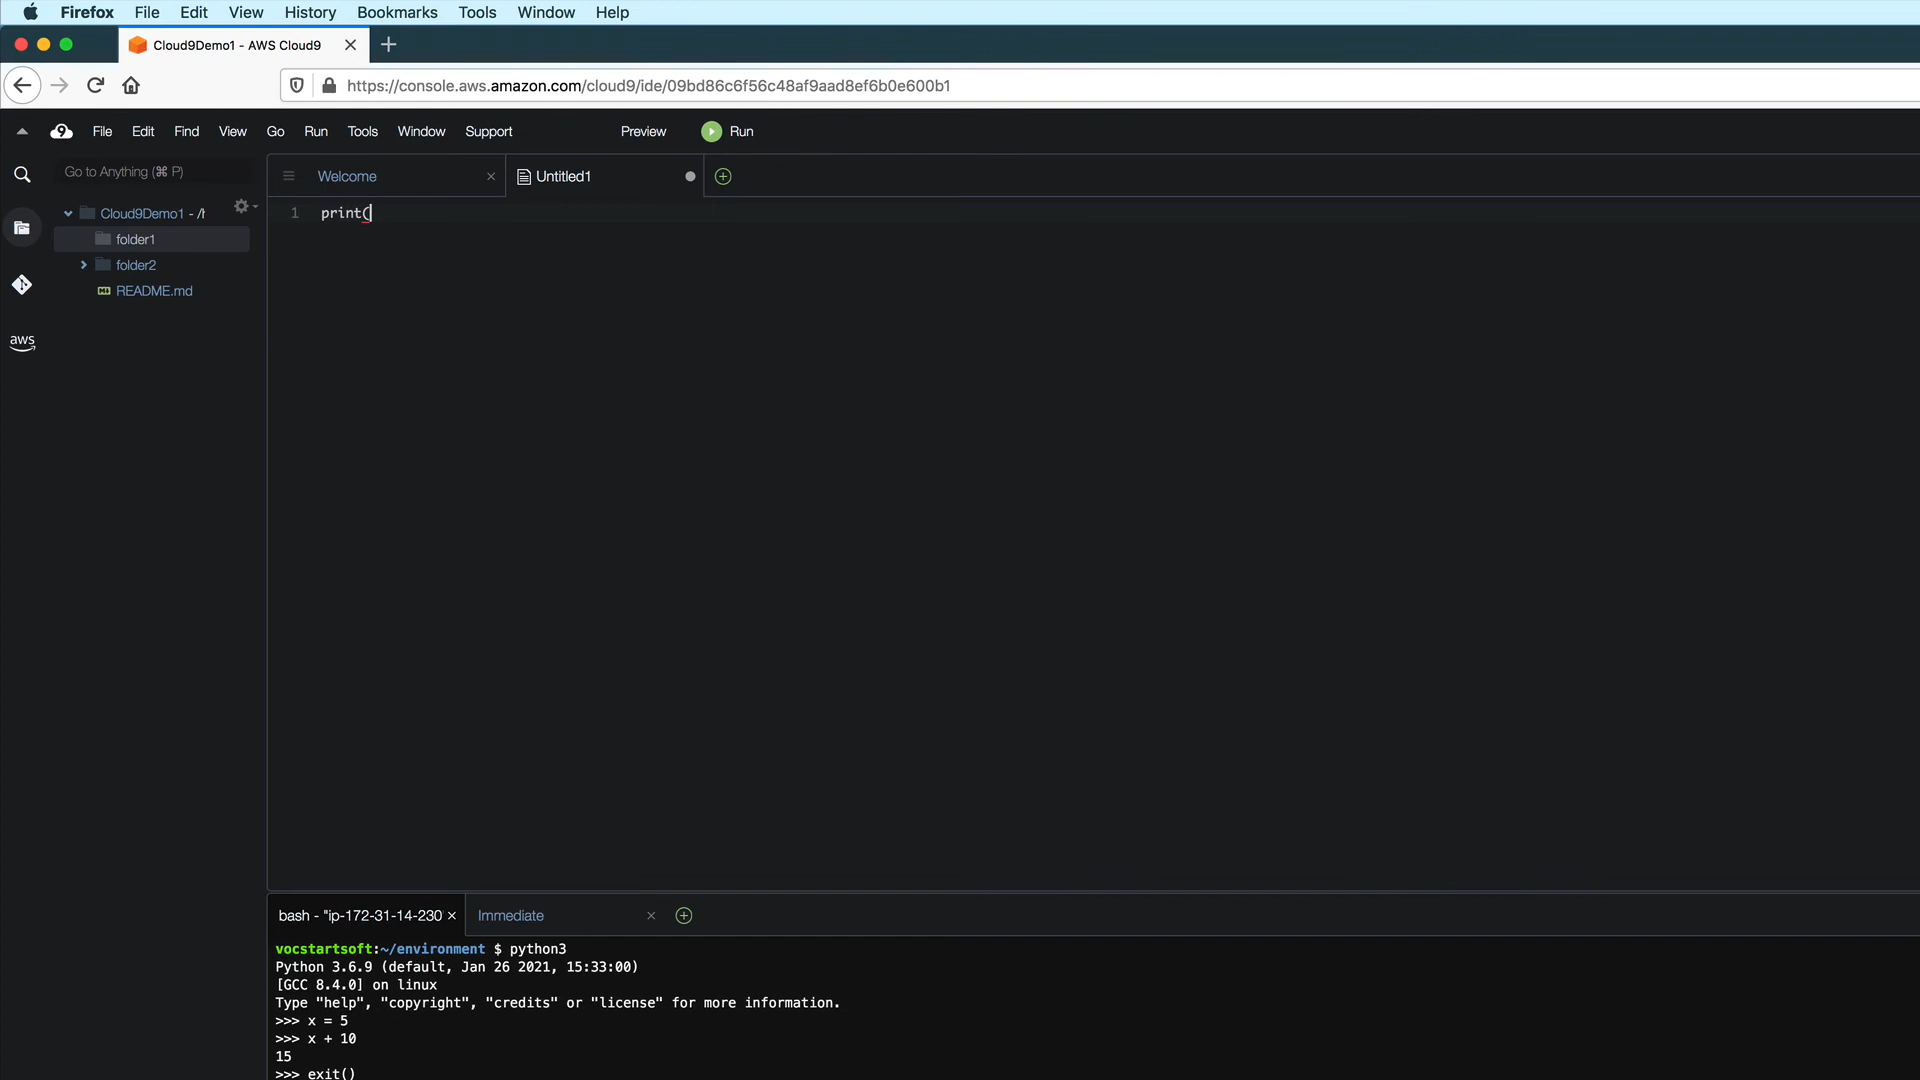 Firefox File Edit View History Bookmarks Tools Window Help
Cloud9Demo1 - AWS Cloud9
https://console.aws.amazon.com/cloud9/ide/09bd86c6f56c48af9aad8ef6b0e600b1
9 File Edit Find View Go Run Tools Window Support Preview Run
Go to Anything (⌘ P)
Welcome Untitled1
Cloud9Demo1 - /h
1 print(
folder1
folder2
README.md
aws
bash - "ip-172-31-14-230" Immediate
vocstartsoft:~/environment $ python3
Python 3.6.9 (default, Jan 26 2021, 15:33:00)
[GCC 8.4.0] on linux
Type "help", "copyright", "credits" or "license" for more information.
>>> x = 5
>>> x + 10
15
>>> exit()